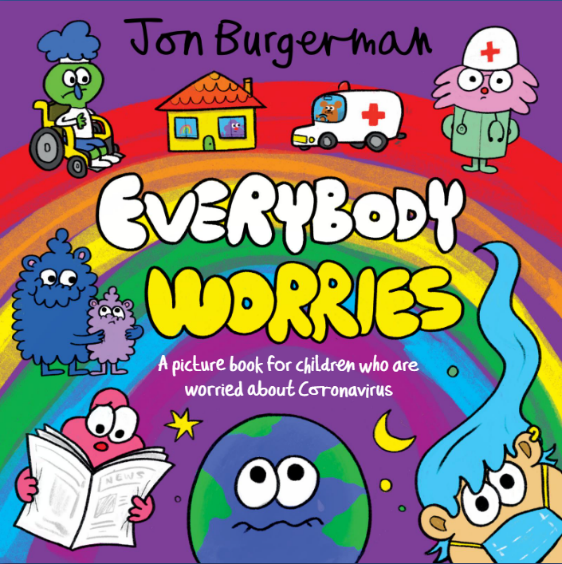 Jon Burgerman
EVERYBODY
WORRIES
A picture book for children who are
worried about Coronavirus
NEWS